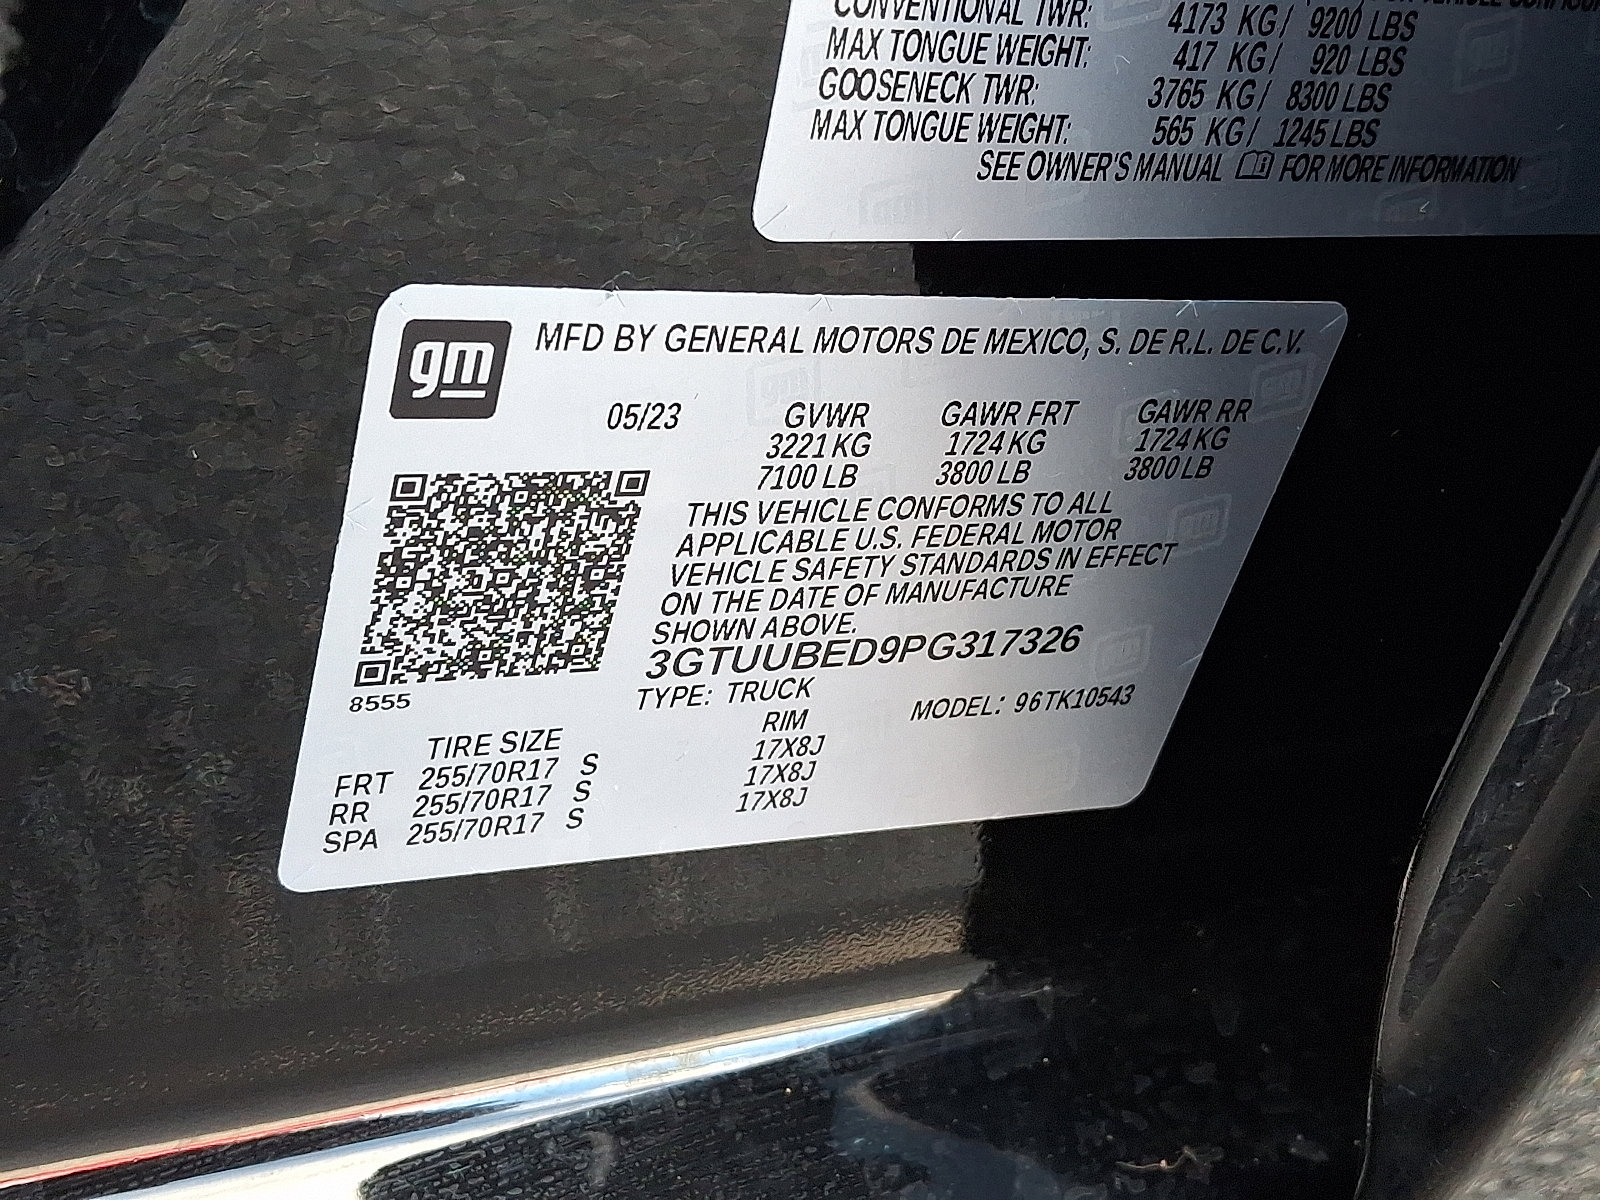 CONVENTIONAL TWR: 4173 KG/ 9200 LBS
MAX TONGUE WEIGHT: 417 KG/ 920 LBS
GOOSENECK TWR: 3765 KG/ 8300 LBS
MAX TONGUE WEIGHT: 565 KG/ 1245 LBS
SEE OWNER'S MANUAL FOR MORE INFORMATION
gm
MFD BY GENERAL MOTORS DE MEXICO, S. DE R.L. DE C.V.
05/23 GVWR GAWR FRT GAWR RR
3221 KG 1724 KG 1724 KG
7100 LB 3800 LB 3800 LB
THIS VEHICLE CONFORMS TO ALL
APPLICABLE U.S. FEDERAL MOTOR
VEHICLE SAFETY STANDARDS IN EFFECT
ON THE DATE OF MANUFACTURE
SHOWN ABOVE.
3GTUUBED9PG317326
8555
TYPE: TRUCK MODEL: 96TK10543
TIRE SIZE RIM
FRT 255/70R17 S 17X8J
RR 255/70R17 S 17X8J
SPA 255/70R17 S 17X8J